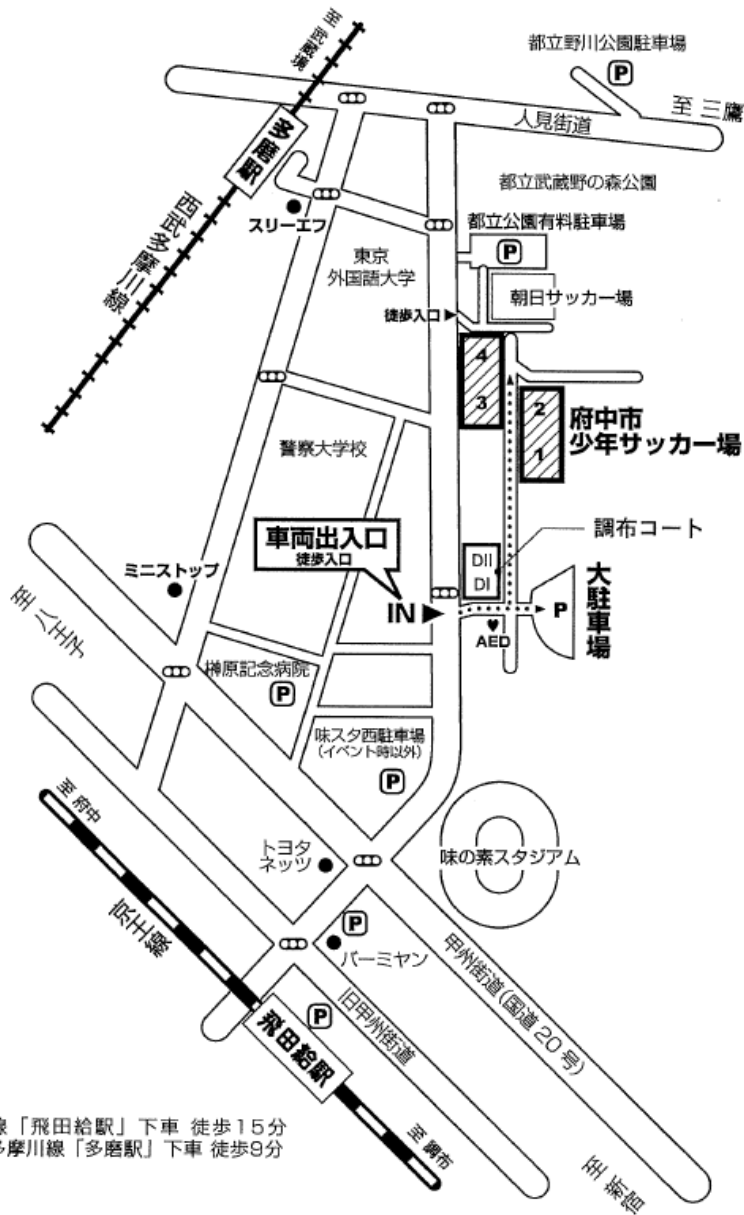 至 武蔵境
都立野川公園駐車場
P
至 三鷹
人見街道
多磨駅
都立武蔵野の森公園
スリーエフ
都立公園有料駐車場
P
西武多摩川線
東京
外国語大学
朝日サッカー場
徒歩入口
4
3
2
1
府中市
少年サッカー場
警察大学校
車両出入口
徒歩入口
調布コート
DII
DI
ミニストップ
IN
P
大駐車場
AED
至 八王子
榊原記念病院
P
味スタ西駐車場
(イベント時以外)
P
至 府中
トヨタ
ネッツ
味の素スタジアム
京王線
P
バーミヤン
甲州街道(国道20号)
旧甲州街道
P
飛田給駅
線「飛田給駅」下車 徒歩15分
多摩川線「多磨駅」下車 徒歩9分
至 調布
至 新宿